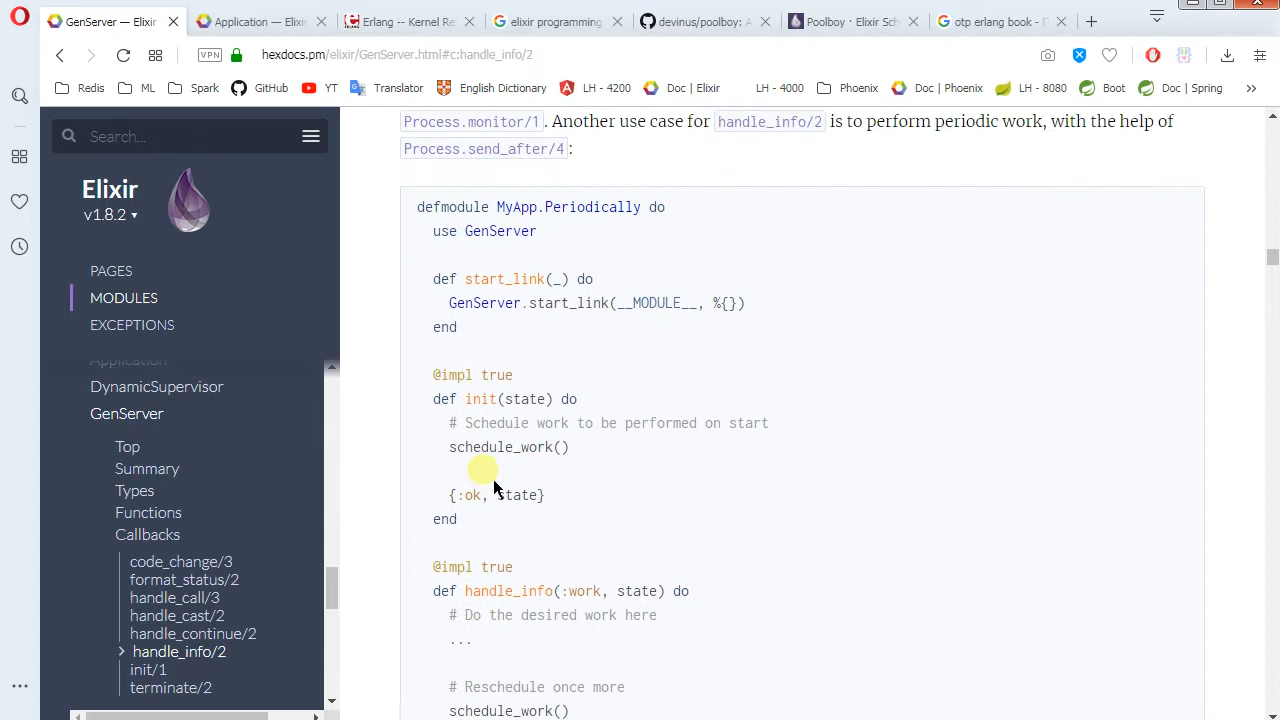 GenServer — Elixir
Application — Elixi
Erlang -- Kernel Re
elixir programming
devinus/poolboy:
Poolboy · Elixir Sch
otp erlang book - 
VPN
hexdocs.pm/elixir/GenServer.html#c:handle_info/2
Redis
ML
Spark
GitHub
YT
Translator
English Dictionary
LH - 4200
Doc | Elixir
LH - 4000
Phoenix
Doc | Phoenix
LH - 8080
Boot
Doc | Spring
»
Search...
Elixir
v1.8.2
PAGES
MODULES
EXCEPTIONS
Application
DynamicSupervisor
GenServer
Top
Summary
Types
Functions
Callbacks
code_change/3
format_status/2
handle_call/3
handle_cast/2
handle_continue/2
handle_info/2
init/1
terminate/2
Process.monitor/1. Another use case for handle_info/2 is to perform periodic work, with the help of
Process.send_after/4:
defmodule MyApp.Periodically do
use GenServer
def start_link(_) do
GenServer.start_link(__MODULE__, %{})
end
@impl true
def init(state) do
# Schedule work to be performed on start
schedule_work()
{:ok, state}
end
@impl true
def handle_info(:work, state) do
# Do the desired work here
...
# Reschedule once more
schedule_work()